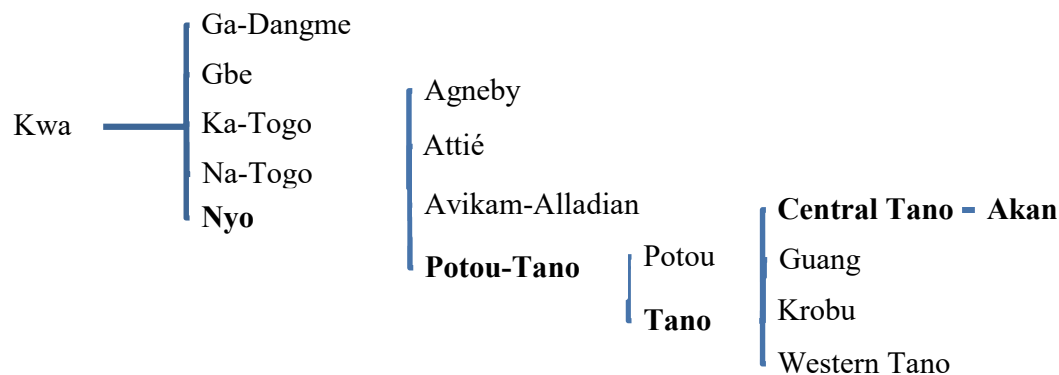 Kwa
Ga-Dangme
Gbe
Ka-Togo
Na-Togo
Nyo
Agneby
Attié
Avikam-Alladian
Potou-Tano
Potou
Tano
Central Tano
Akan
Guang
Krobu
Western Tano